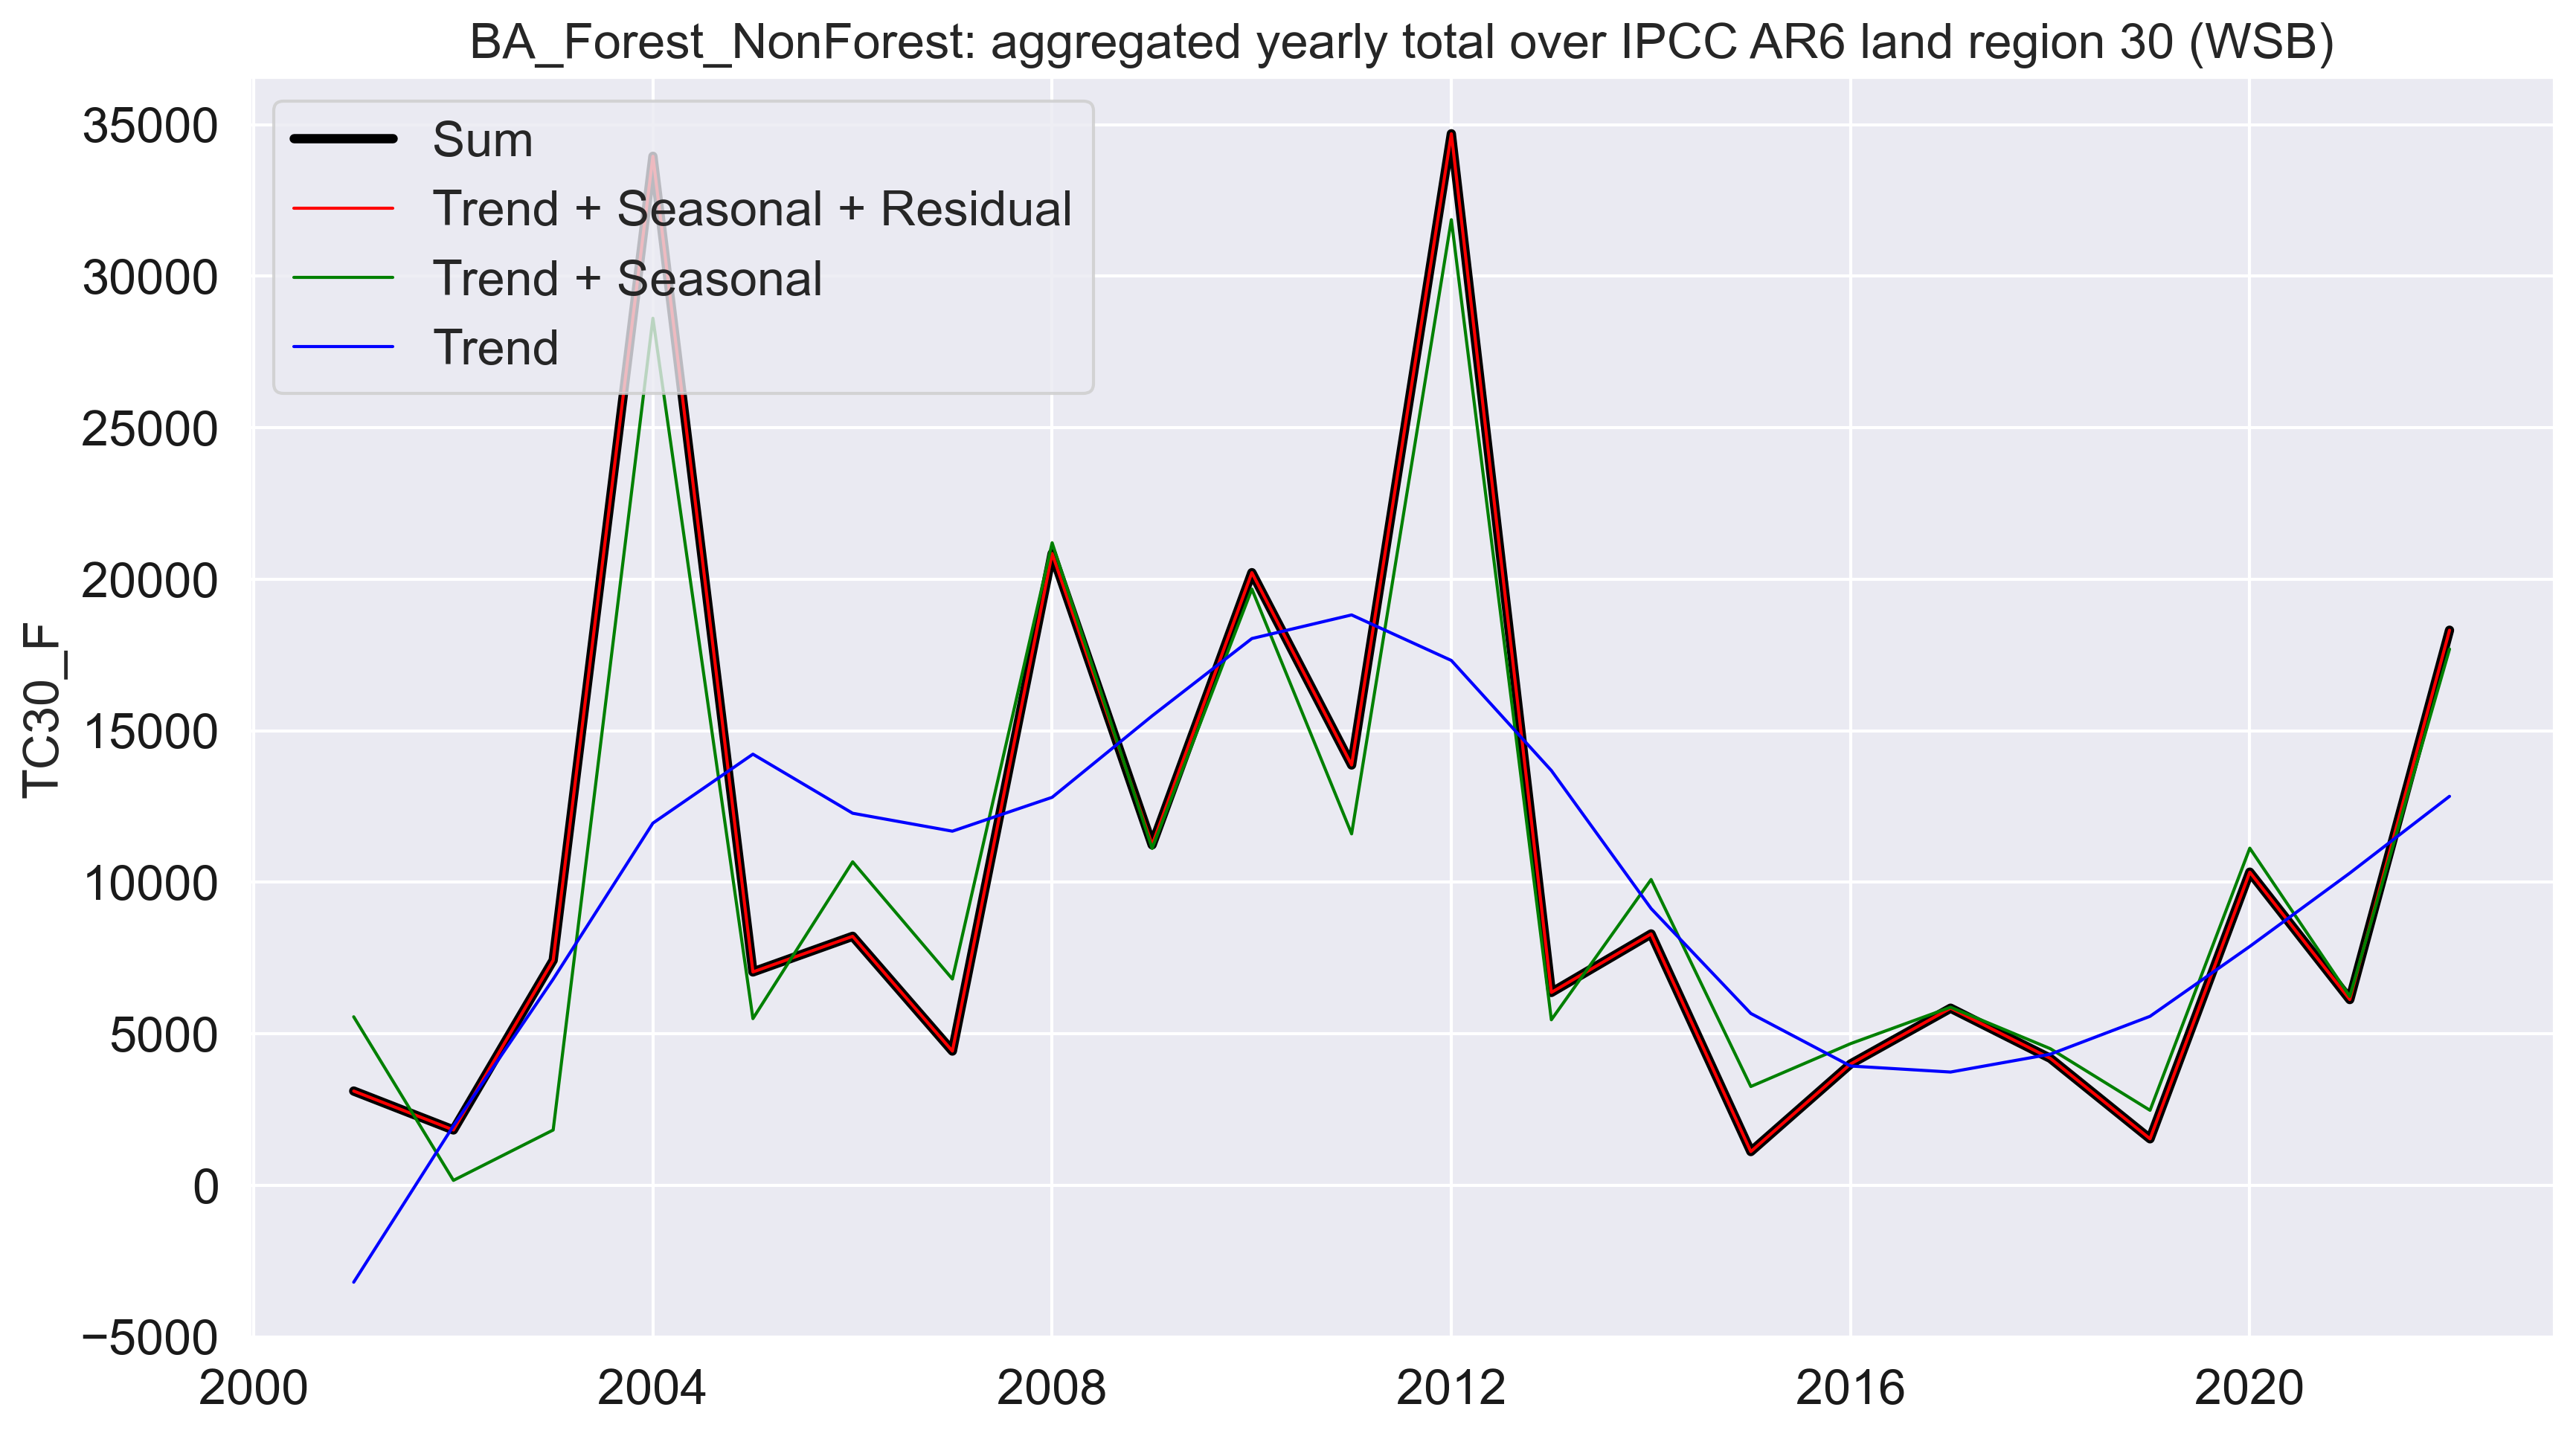 BA_Forest_NonForest: aggregated yearly total over IPCC AR6 land region 30 (WSB)
Sum
Trend + Seasonal + Residual
Trend + Seasonal
Trend
TC30_F
35000
30000
25000
20000
15000
10000
5000
0
−5000
2000 2004 2008 2012 2016 2020